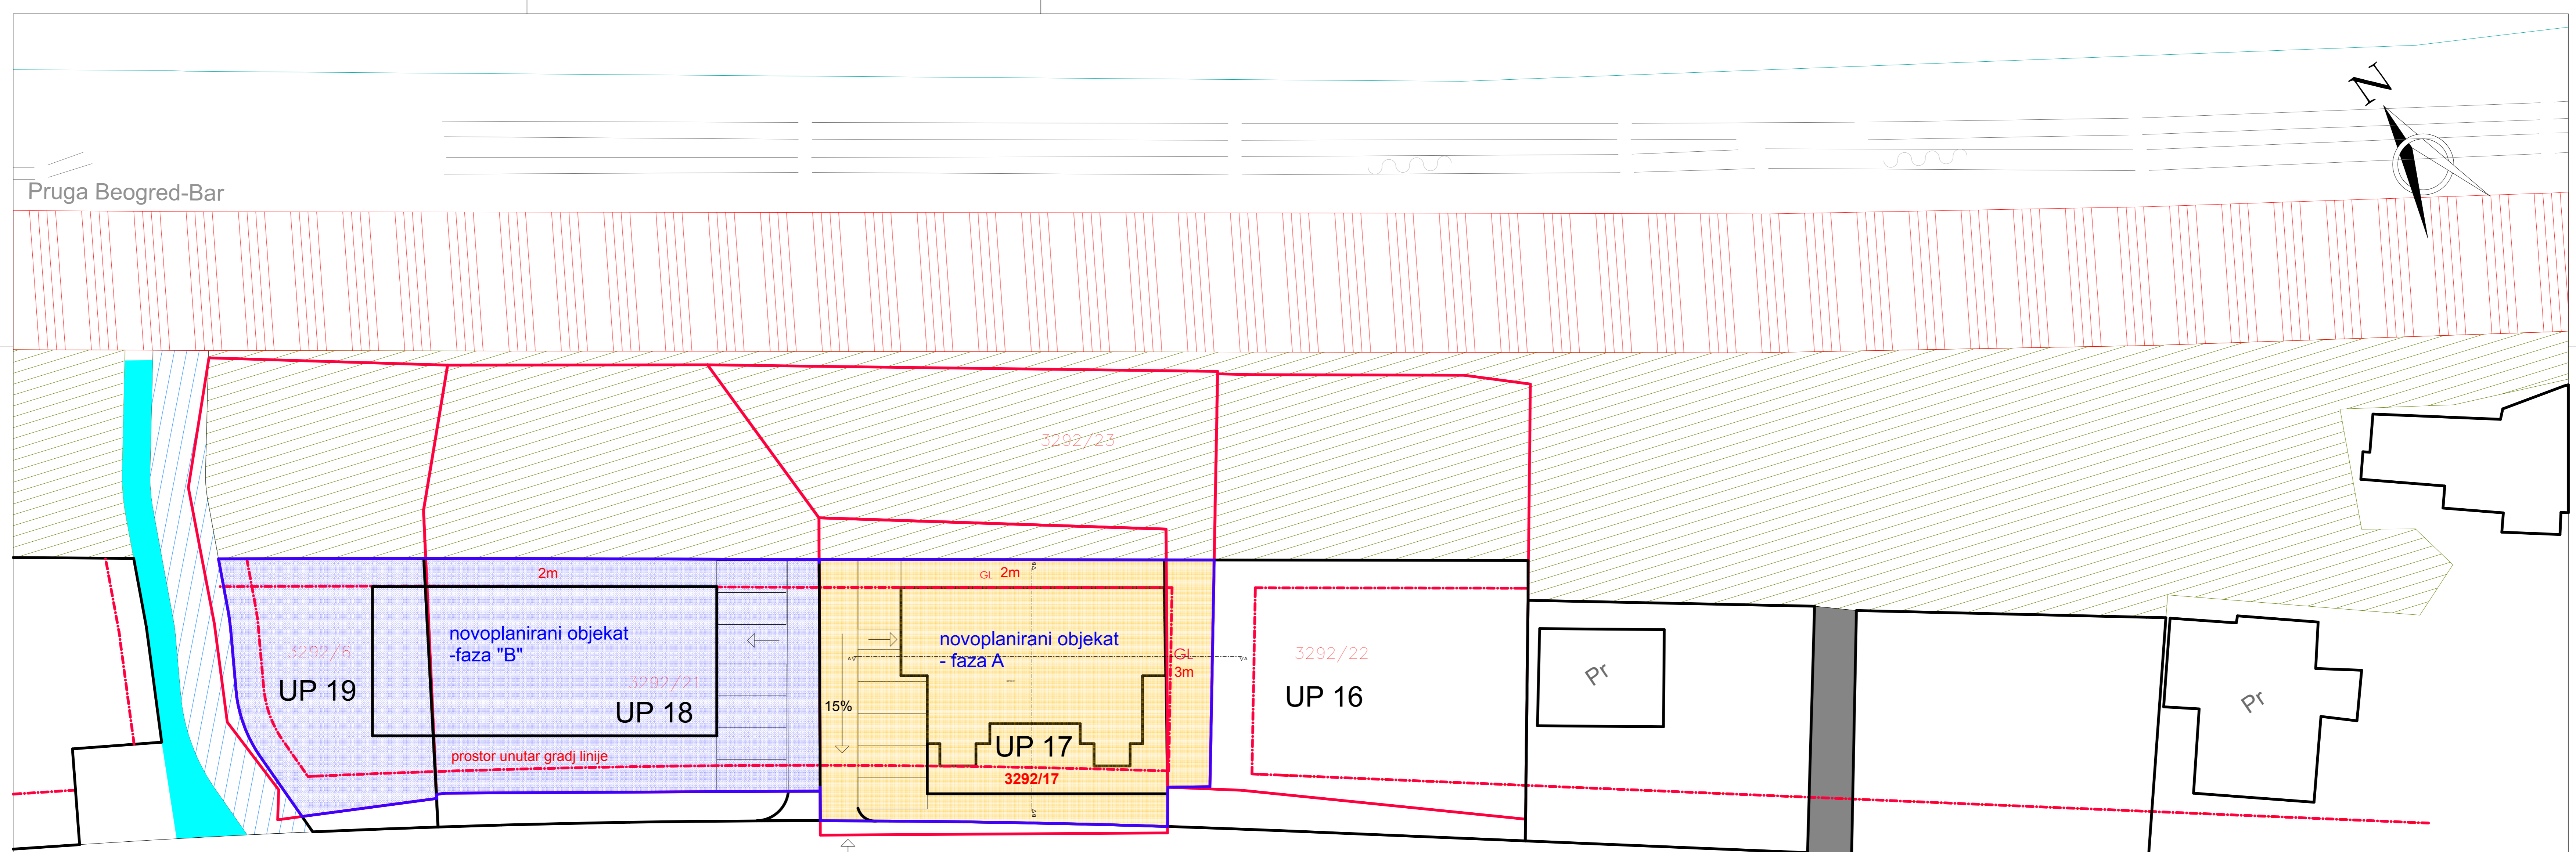 N
Pruga Beogred-Bar
3292/23
2m
GL 2m
novoplanirani objekat
-faza "B"
novoplanirani objekat
- faza A
3292/6
3292/21
3292/22
GL
3m
A
A
B
B
UP 19
UP 18
UP 16
15%
UP 17
Pr
Pr
prostor unutar gradj linije
3292/17